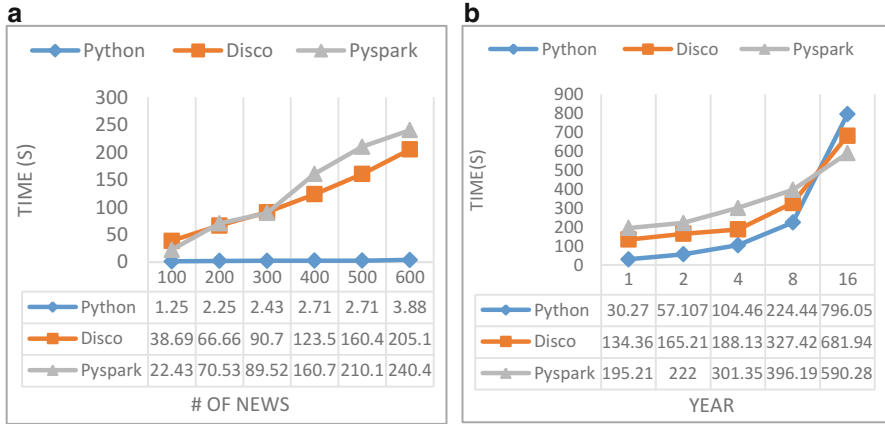 a
Python Disco Pyspark
300
250
200
150
100
50
0
TIME (S)
100 200 300 400 500 600
Python 1.25 2.25 2.43 2.71 2.71 3.88
Disco 38.69 66.66 90.7 123.5 160.4 205.1
Pyspark 22.43 70.53 89.52 160.7 210.1 240.4
# OF NEWS
b
Python Disco Pyspark
900
800
700
600
500
400
300
200
100
0
TIME(S)
1 2 4 8 16
Python 30.27 57.107 104.46 224.44 796.05
Disco 134.36 165.21 188.13 327.42 681.94
Pyspark 195.21 222 301.35 396.19 590.28
YEAR